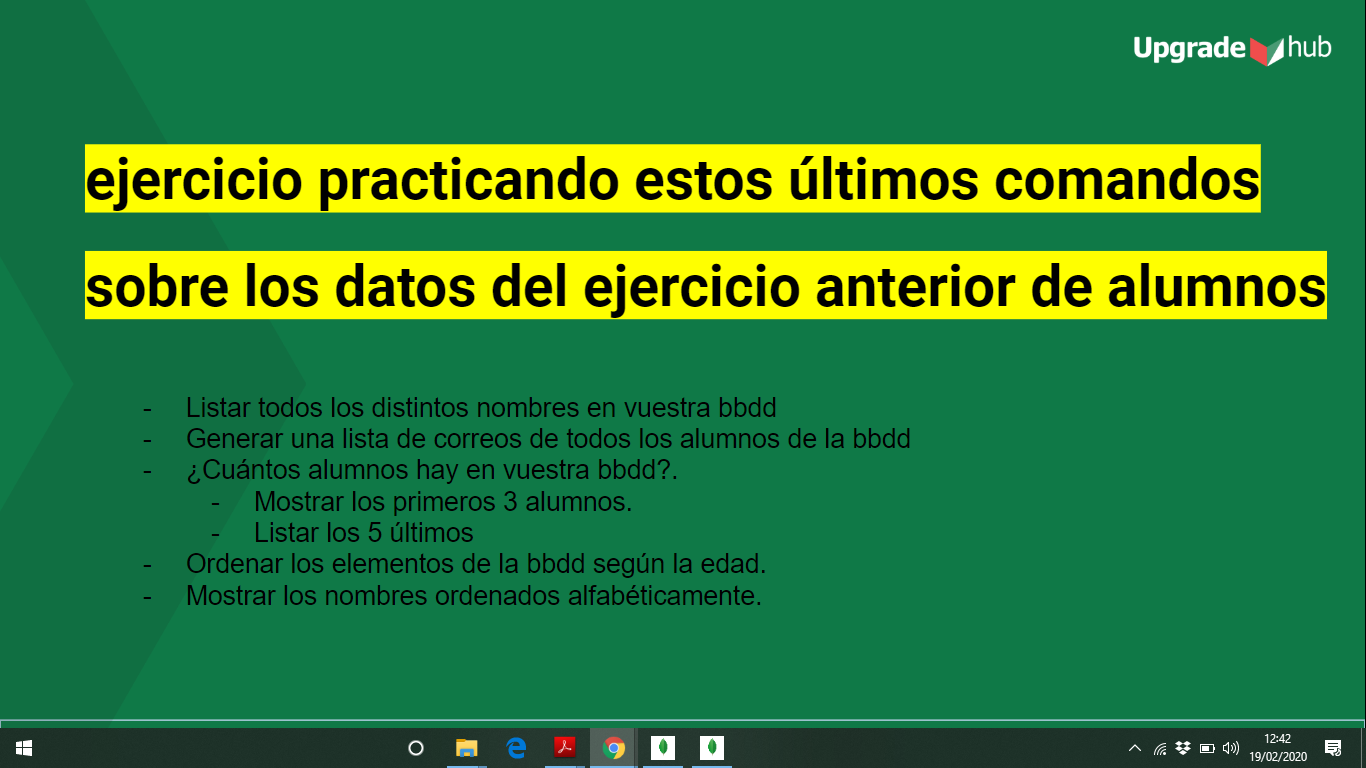 Upgrade hub
ejercicio practicando estos últimos comandos
sobre los datos del ejercicio anterior de alumnos
- Listar todos los distintos nombres en vuestra bbdd
- Generar una lista de correos de todos los alumnos de la bbdd
- ¿Cuántos alumnos hay en vuestra bbdd?.
- Mostrar los primeros 3 alumnos.
- Listar los 5 últimos
- Ordenar los elementos de la bbdd según la edad.
- Mostrar los nombres ordenados alfabéticamente.
12:42
19/02/2020